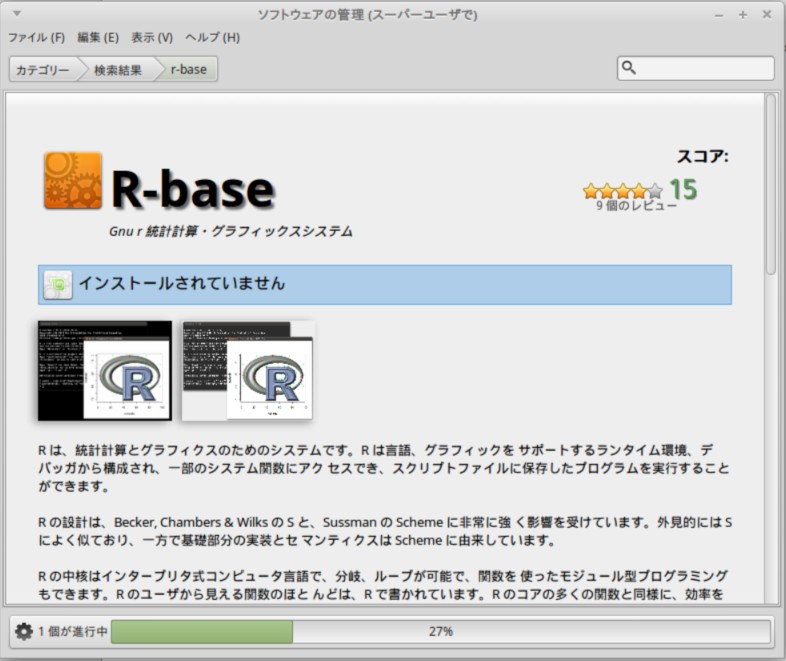 ソフトウェアの管理 (スーパーユーザで)
ファイル (F) 編集 (E) 表示 (V) ヘルプ (H)
カテゴリー 検索結果 r-base
スコア:
R-base
15
9 個のレビュー
Gnu r 統計計算・グラフィックスシステム
インストールされていません
R は、統計計算とグラフィクスのためのシステムです。R は言語、グラフィックを サポートするランタイム環境、デ
バッガから構成され、一部のシステム関数にアク セスでき、スクリプトファイルに保存したプログラムを実行すること
ができます。
R の設計は、Becker, Chambers & Wilks の S と、Sussman の Scheme に非常に強 く影響を受けています。外見的には S
によく似ており、一方で基礎部分の実装とセ マンティクスは Scheme に由来しています。
R の中核はインタープリタ式コンピュータ言語で、分岐、ループが可能で、関数を 使ったモジュール型プログラミング
もできます。R のユーザから見える関数のほと んどは、R で書かれています。R のコアの多くの関数と同様に、効率を
1 個が進行中 27%